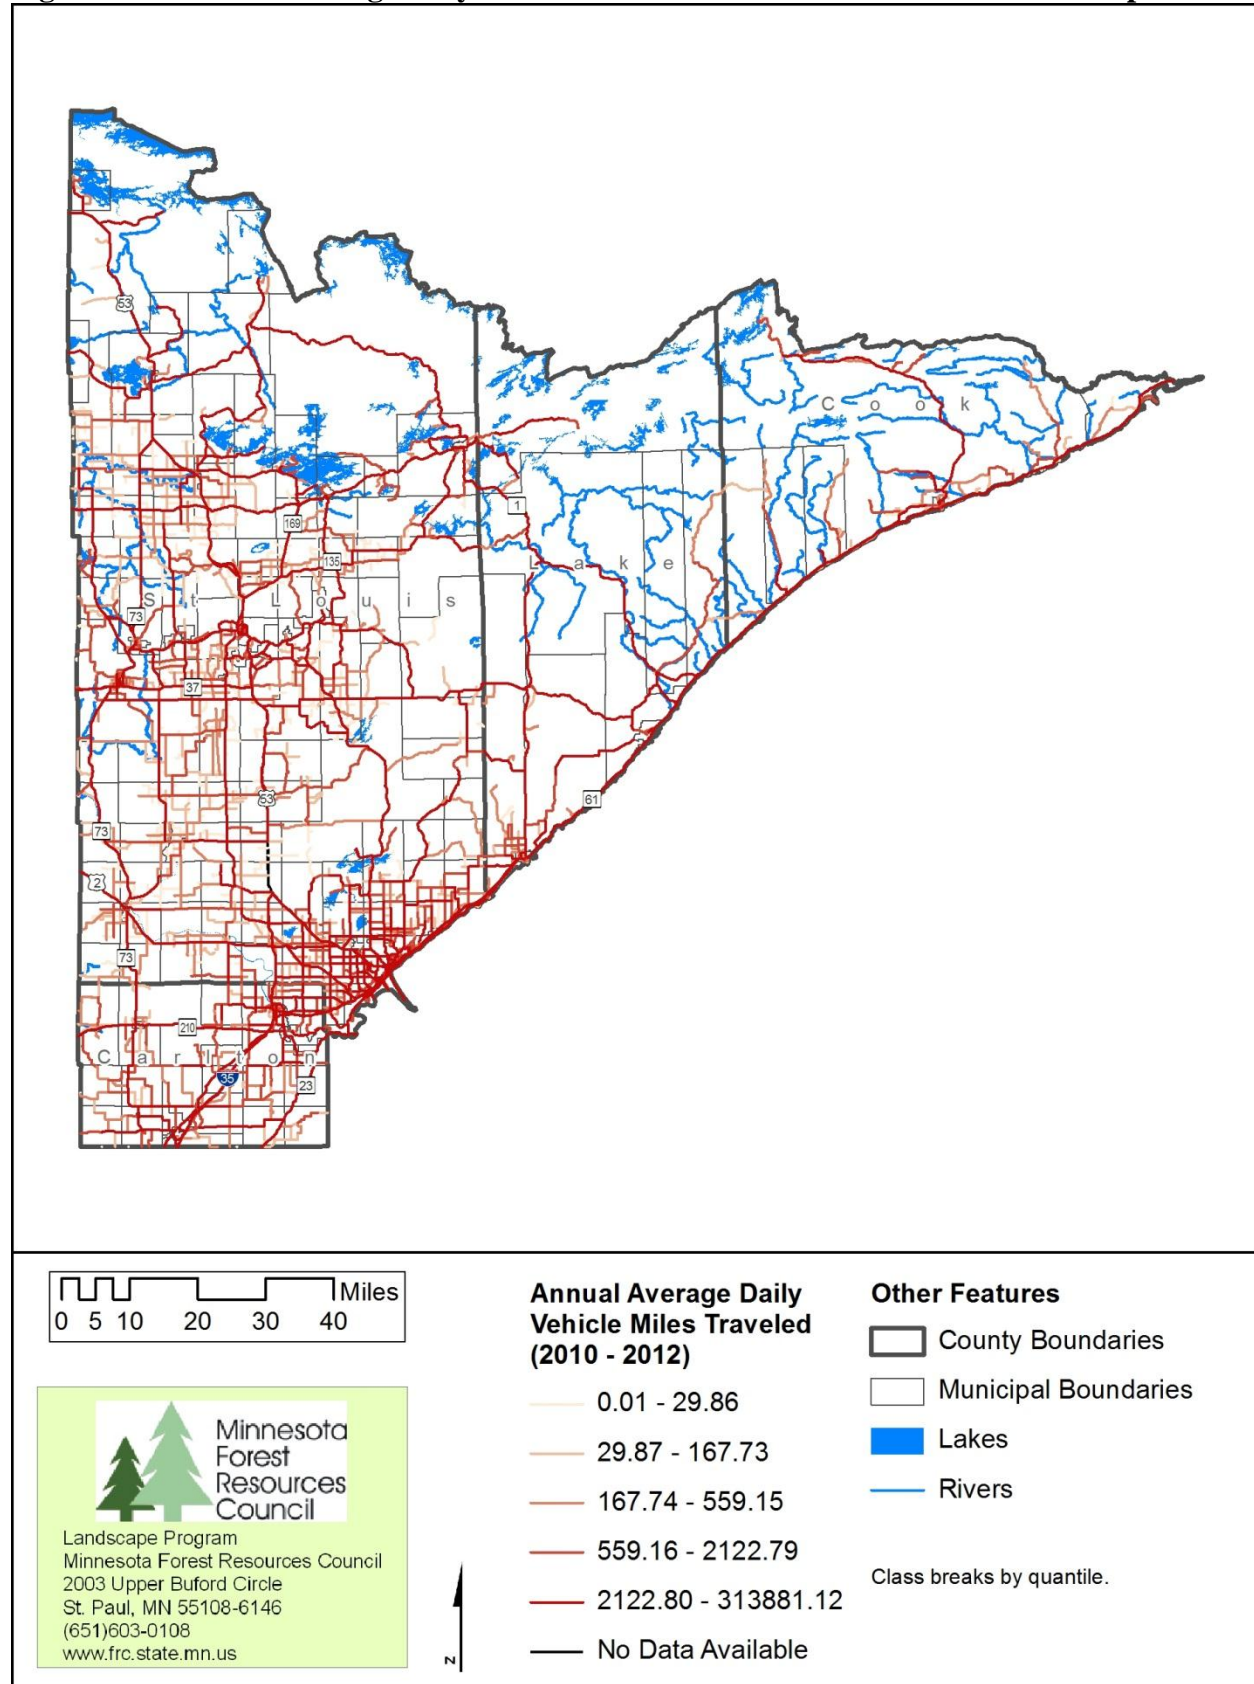 53
C o o k
1
169
135
L a k e
St Louis
73
37
53
61
73
2
73
210
Carlton
35
23
Miles
0 5 10 20 30 40
Minnesota
Forest
Resources
Council
Landscape Program
Minnesota Forest Resources Council
2003 Upper Buford Circle
St. Paul, MN 55108-6146
(651)603-0108
www.frc.state.mn.us
N
Annual Average Daily
Vehicle Miles Traveled
(2010 - 2012)
0.01 - 29.86
29.87 - 167.73
167.74 - 559.15
559.16 - 2122.79
2122.80 - 313881.12
No Data Available
Other Features
County Boundaries
Municipal Boundaries
Lakes
Rivers
Class breaks by quantile.